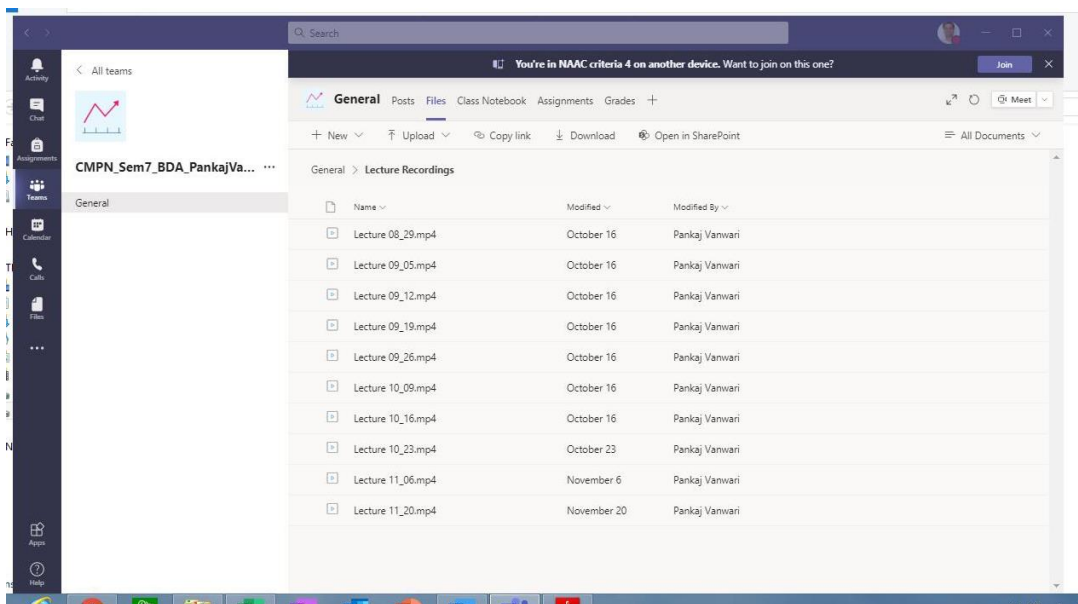 Search
You're in NAAC criteria 4 on another device. Want to join on this one?
Join
Activity
Chat
Assignments
Teams
Calendar
Calls
Files
Apps
Help
All teams
CMPN_Sem7_BDA_PankajVa...
General
General Posts Files Class Notebook Assignments Grades
Meet
New Upload Copy link Download Open in SharePoint
All Documents
General > Lecture Recordings
Name Modified Modified By
Lecture 08_29.mp4 October 16 Pankaj Vanwari
Lecture 09_05.mp4 October 16 Pankaj Vanwari
Lecture 09_12.mp4 October 16 Pankaj Vanwari
Lecture 09_19.mp4 October 16 Pankaj Vanwari
Lecture 09_26.mp4 October 16 Pankaj Vanwari
Lecture 10_09.mp4 October 16 Pankaj Vanwari
Lecture 10_16.mp4 October 16 Pankaj Vanwari
Lecture 10_23.mp4 October 23 Pankaj Vanwari
Lecture 11_06.mp4 November 6 Pankaj Vanwari
Lecture 11_20.mp4 November 20 Pankaj Vanwari